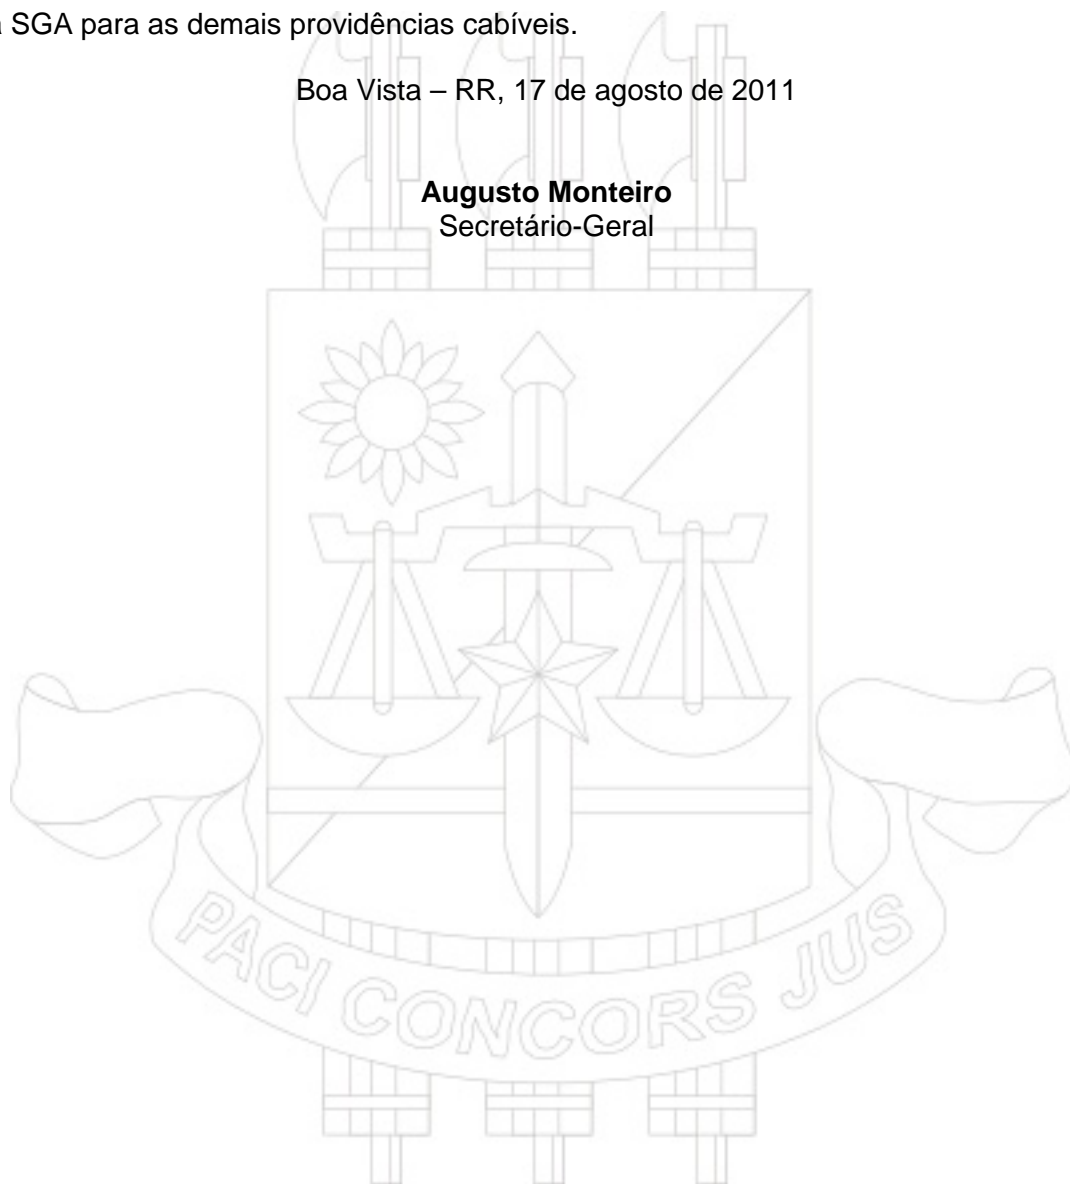 a SGA para as demais providências cabíveis.
Boa Vista – RR, 17 de agosto de 2011
Augusto Monteiro
Secretário-Geral
PACI CONCORS JUS